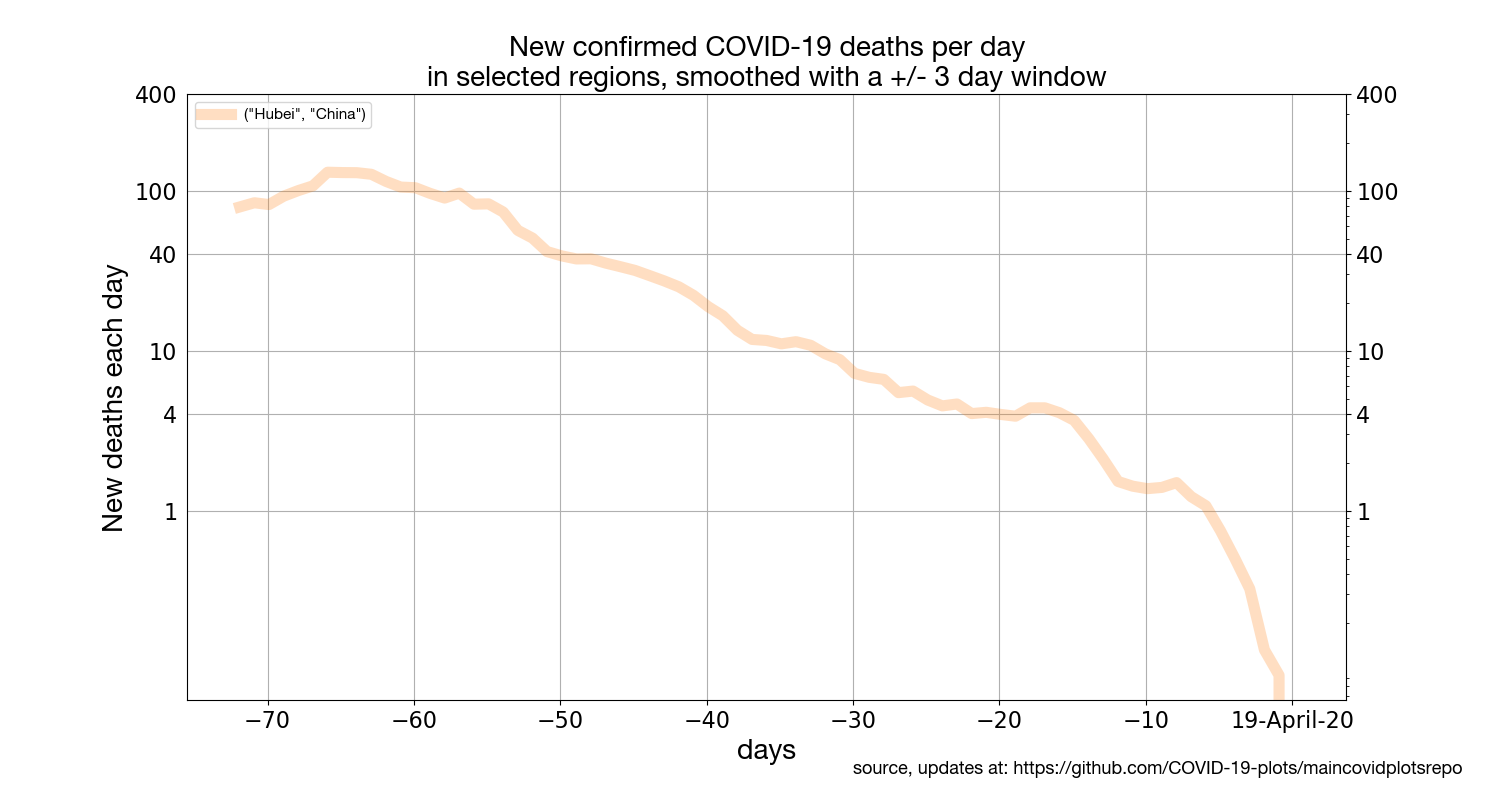 New confirmed COVID-19 deaths per day
in selected regions, smoothed with a +/- 3 day window
("Hubei", "China")
New deaths each day
400
100
40
10
4
1
400
100
40
10
4
1
−70
−60
−50
−40
−30
−20
−10
19-April-20
days
source, updates at: https://github.com/COVID-19-plots/maincovidplotsrepo